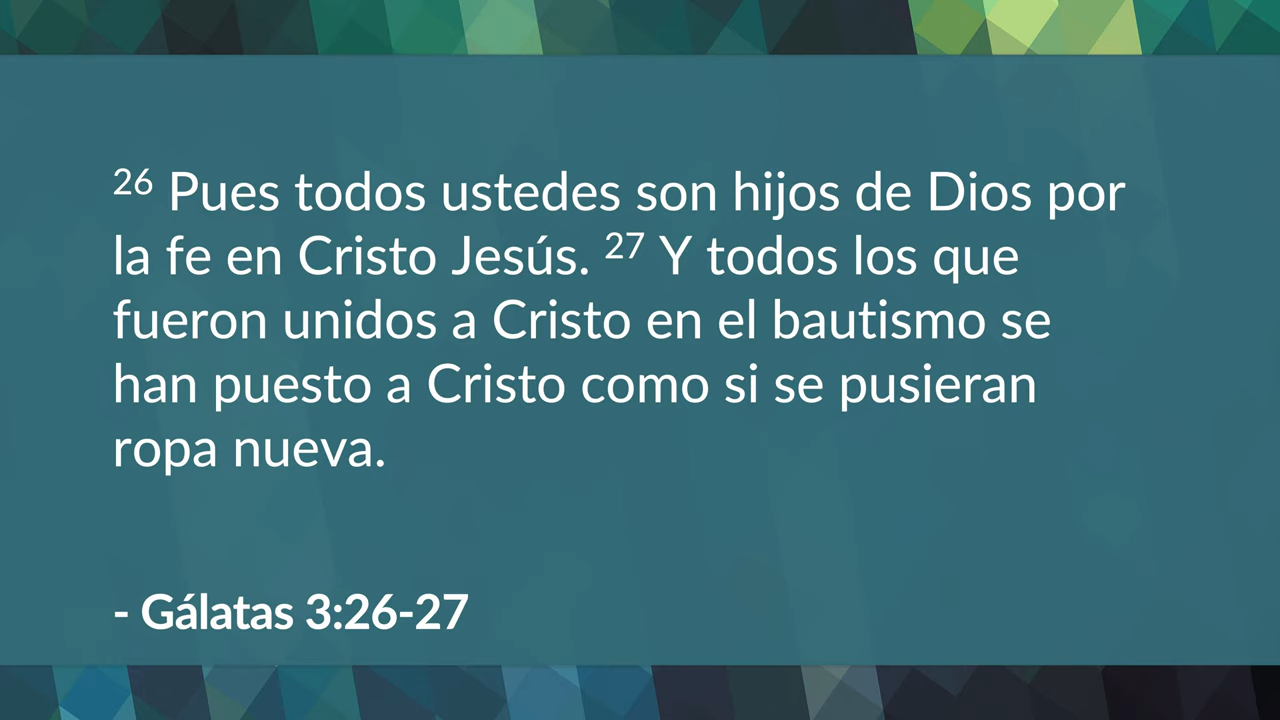 26 Pues todos ustedes son hijos de Dios por
la fe en Cristo Jesús. 27 Y todos los que
fueron unidos a Cristo en el bautismo se
han puesto a Cristo como si se pusieran
ropa nueva.
- Gálatas 3:26-27